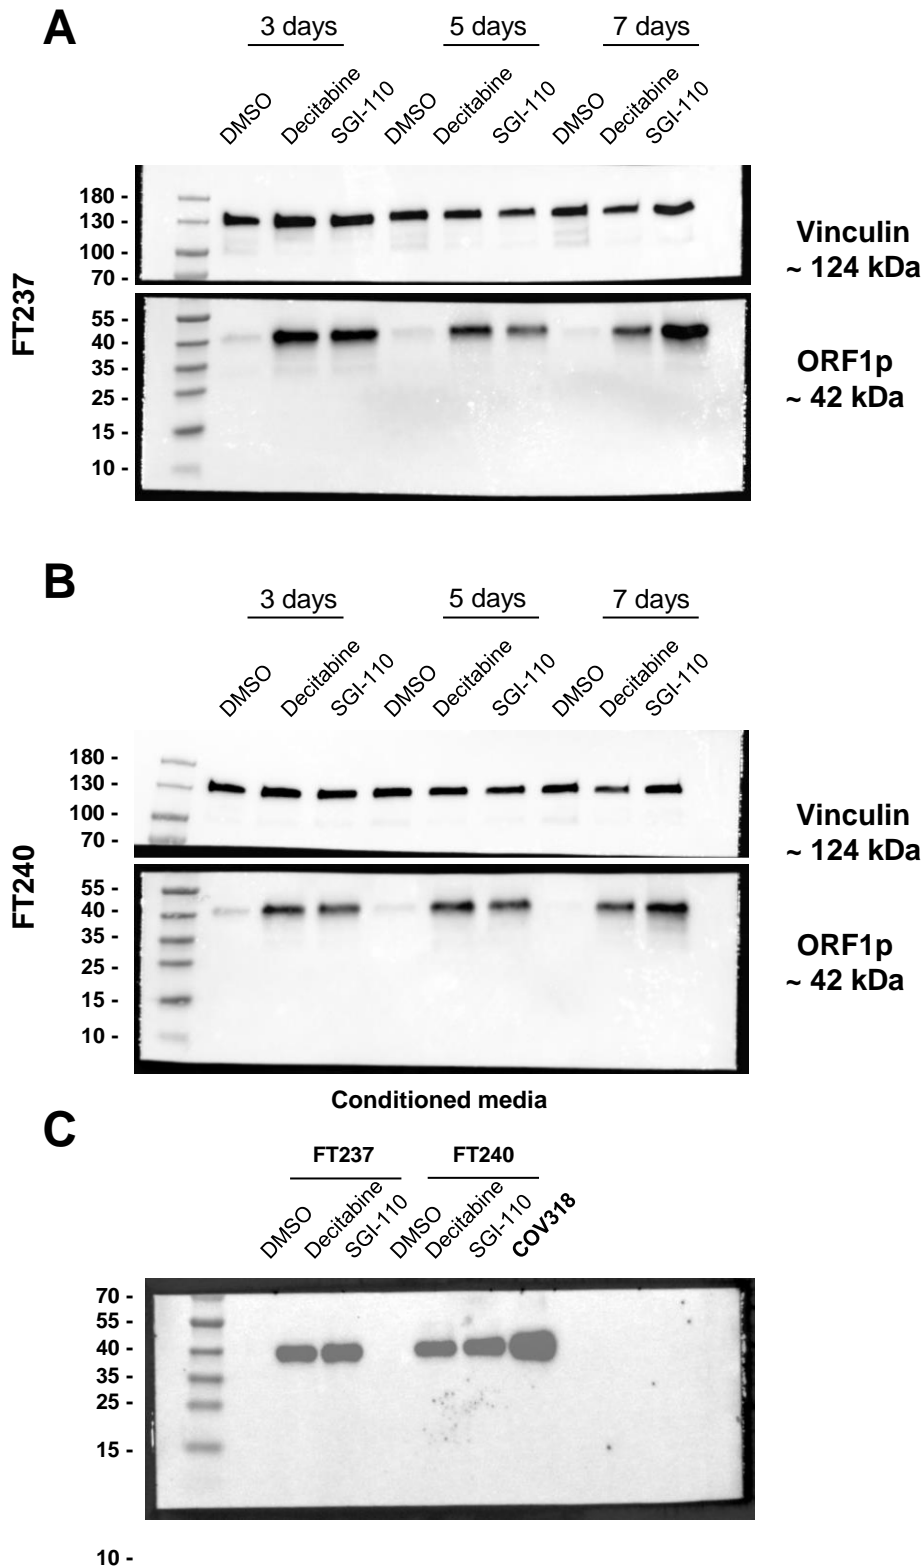 A
3 days 5 days 7 days
DMSO Decitabine SGI-110 DMSO Decitabine SGI-110 DMSO Decitabine SGI-110
FT237
180 -
130 -
100 -
70 -
Vinculin
~ 124 kDa
55 -
40 -
35 -
25 -
15 -
10 -
ORF1p
~ 42 kDa
B
3 days 5 days 7 days
DMSO Decitabine SGI-110 DMSO Decitabine SGI-110 DMSO Decitabine SGI-110
FT240
180 -
130 -
100 -
70 -
Vinculin
~ 124 kDa
55 -
40 -
35 -
25 -
15 -
10 -
ORF1p
~ 42 kDa
Conditioned media
C
FT237 FT240
DMSO Decitabine SGI-110 DMSO Decitabine SGI-110 COV318
70 -
55 -
40 -
35 -
25 -
15 -
10 -